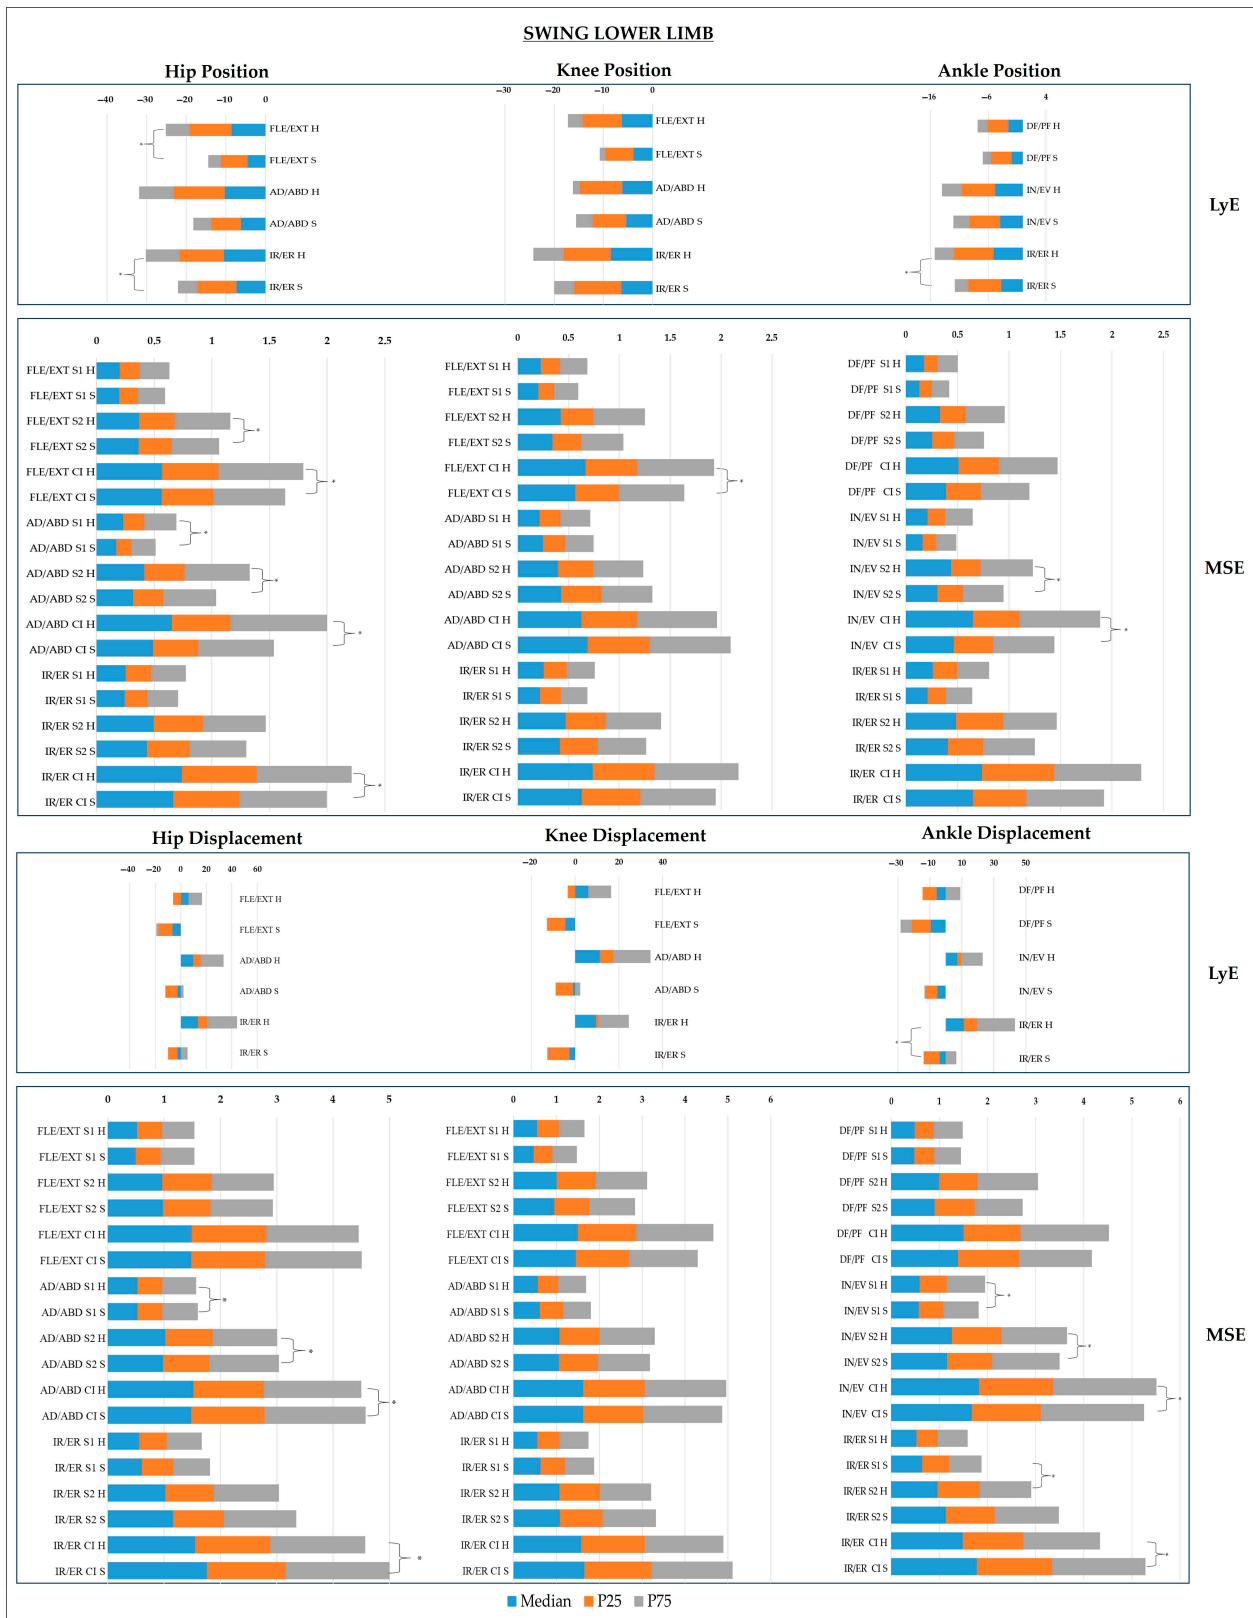 SWING LOWER LIMB
Hip Position
Knee Position
Ankle Position
−40 −30 −20 −10 0
FLE/EXT H
FLE/EXT S
AD/ABD H
AD/ABD S
IR/ER H
IR/ER S
*
*
−30 −20 −10 0
FLE/EXT H
FLE/EXT S
AD/ABD H
AD/ABD S
IR/ER H
IR/ER S
−16 −6 4
DF/PF H
DF/PF S
IN/EV H
IN/EV S
IR/ER H
IR/ER S
*
LyE
0 0.5 1 1.5 2 2.5
FLE/EXT S1 H
FLE/EXT S1 S
FLE/EXT S2 H
FLE/EXT S2 S
FLE/EXT CI H
FLE/EXT CI S
AD/ABD S1 H
AD/ABD S1 S
AD/ABD S2 H
AD/ABD S2 S
AD/ABD CI H
AD/ABD CI S
IR/ER S1 H
IR/ER S1 S
IR/ER S2 H
IR/ER S2 S
IR/ER CI H
IR/ER CI S
*
*
*
*
*
*
0 0.5 1 1.5 2 2.5
FLE/EXT S1 H
FLE/EXT S1 S
FLE/EXT S2 H
FLE/EXT S2 S
FLE/EXT CI H
FLE/EXT CI S
AD/ABD S1 H
AD/ABD S1 S
AD/ABD S2 H
AD/ABD S2 S
AD/ABD CI H
AD/ABD CI S
IR/ER S1 H
IR/ER S1 S
IR/ER S2 H
IR/ER S2 S
IR/ER CI H
IR/ER CI S
*
0 0.5 1 1.5 2 2.5
DF/PF S1 H
DF/PF S1 S
DF/PF S2 H
DF/PF S2 S
DF/PF CI H
DF/PF CI S
IN/EV S1 H
IN/EV S1 S
IN/EV S2 H
IN/EV S2 S
IN/EV CI H
IN/EV CI S
IR/ER S1 H
IR/ER S1 S
IR/ER S2 H
IR/ER S2 S
IR/ER CI H
IR/ER CI S
*
*
MSE
Hip Displacement
Knee Displacement
Ankle Displacement
−40 −20 0 20 40 60
FLE/EXT H
FLE/EXT S
AD/ABD H
AD/ABD S
IR/ER H
IR/ER S
−20 0 20 40
FLE/EXT H
FLE/EXT S
AD/ABD H
AD/ABD S
IR/ER H
IR/ER S
−30 −10 10 30 50
DF/PF H
DF/PF S
IN/EV H
IN/EV S
IR/ER H
IR/ER S
*
LyE
0 1 2 3 4 5
FLE/EXT S1 H
FLE/EXT S1 S
FLE/EXT S2 H
FLE/EXT S2 S
FLE/EXT CI H
FLE/EXT CI S
AD/ABD S1 H
AD/ABD S1 S
AD/ABD S2 H
AD/ABD S2 S
AD/ABD CI H
AD/ABD CI S
IR/ER S1 H
IR/ER S1 S
IR/ER S2 H
IR/ER S2 S
IR/ER CI H
IR/ER CI S
*
*
*
*
0 1 2 3 4 5 6
FLE/EXT S1 H
FLE/EXT S1 S
FLE/EXT S2 H
FLE/EXT S2 S
FLE/EXT CI H
FLE/EXT CI S
AD/ABD S1 H
AD/ABD S1 S
AD/ABD S2 H
AD/ABD S2 S
AD/ABD CI H
AD/ABD CI S
IR/ER S1 H
IR/ER S1 S
IR/ER S2 H
IR/ER S2 S
IR/ER CI H
IR/ER CI S
0 1 2 3 4 5 6
DF/PF S1 H
DF/PF S1 S
DF/PF S2 H
DF/PF S2 S
DF/PF CI H
DF/PF CI S
IN/EV S1 H
IN/EV S1 S
IN/EV S2 H
IN/EV S2 S
IN/EV CI H
IN/EV CI S
IR/ER S1 H
IR/ER S1 S
IR/ER S2 H
IR/ER S2 S
IR/ER CI H
IR/ER CI S
*
*
*
*
*
MSE
Median P25 P75